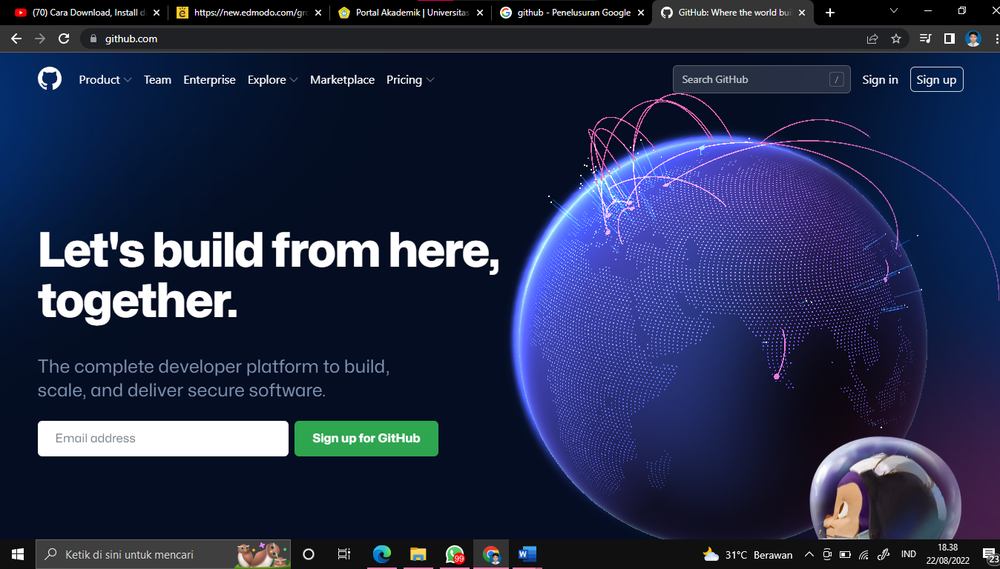 (70) Cara Download, Install d
https://new.edmodo.com/gro
Portal Akademik | Universitas
github - Penelusuran Google
GitHub: Where the world bui
github.com
Product Team Enterprise Explore Marketplace Pricing
Search GitHub /
Sign in
Sign up
Let's build from here,
together.
The complete developer platform to build,
scale, and deliver secure software.
Email address
Sign up for GitHub
Ketik di sini untuk mencari
99
W
31°C Berawan
IND
18.38
22/08/2022
23